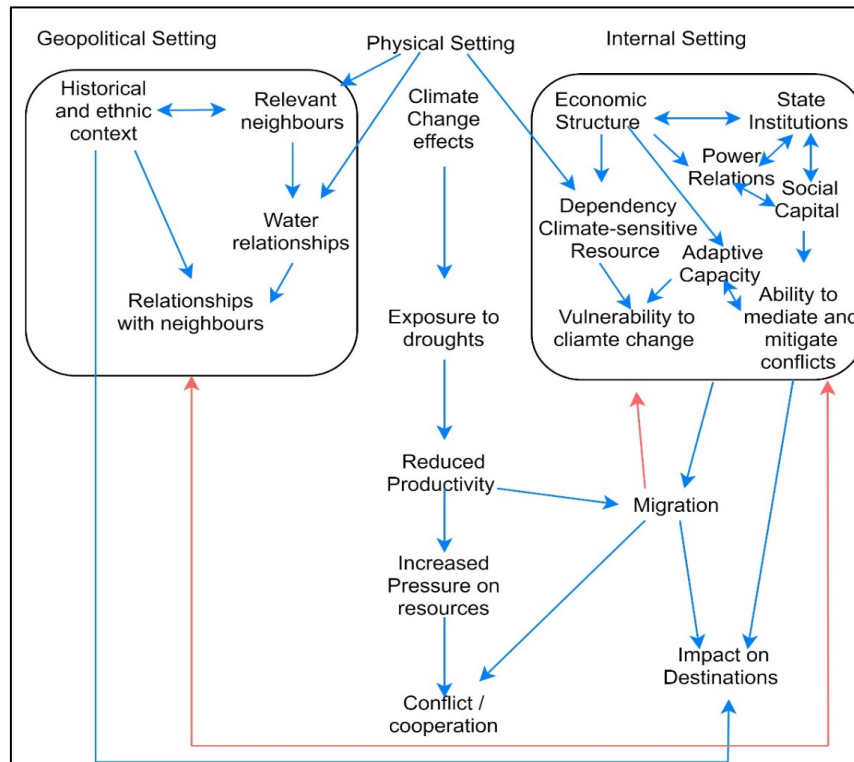 Geopolitical Setting
Physical Setting
Internal Setting
Historical
and ethnic
context
Relevant
neighbours
Water
relationships
Relationships
with neighbours
Climate
Change
effects
Exposure to
droughts
Reduced
Productivity
Increased
Pressure on
resources
Conflict /
cooperation
Economic
Structure
State
Institutions
Power
Relations
Social
Capital
Dependency
Climate-sensitive
Resource
Adaptive
Capacity
Vulnerability to
cliamte change
Ability to
mediate and
mitigate
conflicts
Migration
Impact on
Destinations